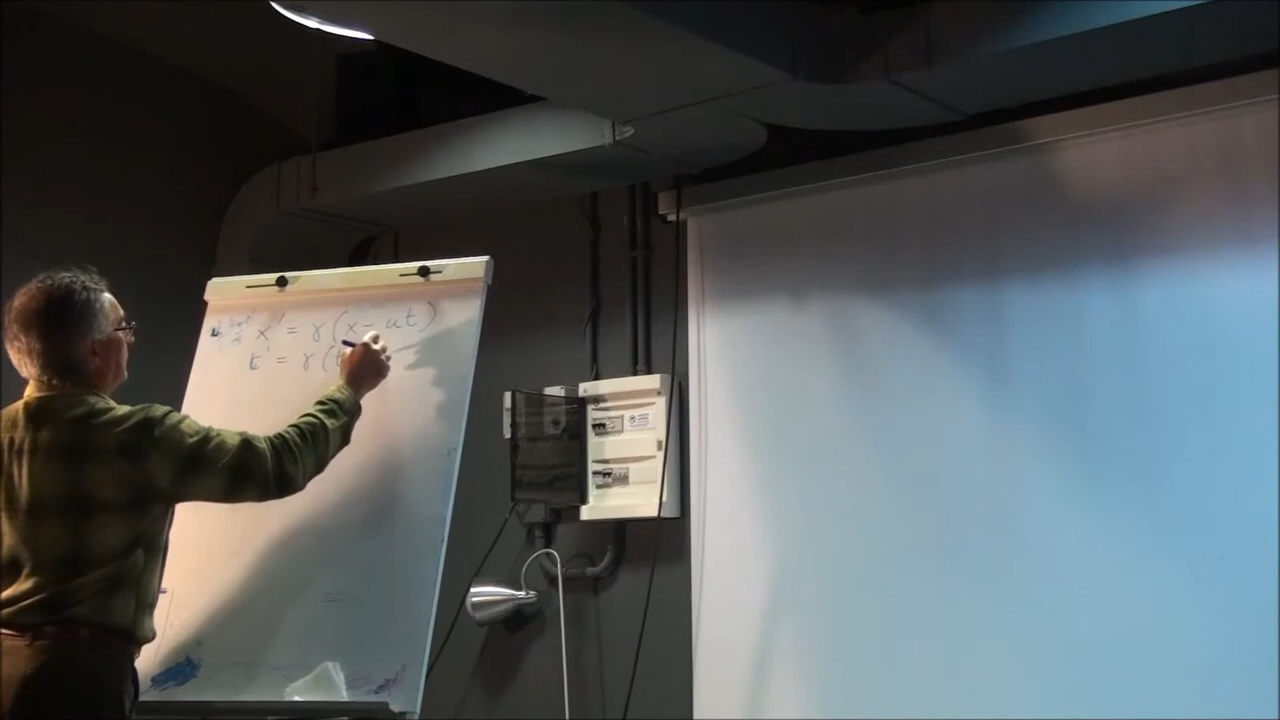 x' = γ (x - ut)
t' = γ (t